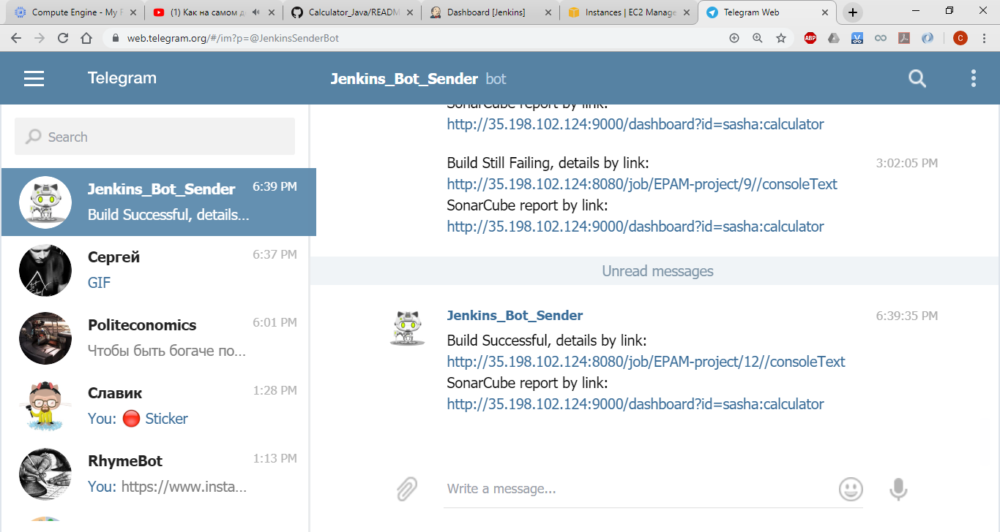 Compute Engine - My F
(1) Как на самом д
Calculator_Java/READM
Dashboard [Jenkins]
Instances | EC2 Manage
Telegram Web
web.telegram.org/#/im?p=@JenkinsSenderBot
ABP
C
Telegram
Jenkins_Bot_Sender bot
Search
Jenkins_Bot_Sender 6:39 PM
Build Successful, details...
Сергей 6:37 PM
GIF
Politeconomics 6:01 PM
Чтобы быть богаче по...
Славик 1:28 PM
You: 🔴 Sticker
RhymeBot 1:13 PM
You: https://www.insta...
SonarCube report by link:
http://35.198.102.124:9000/dashboard?id=sasha:calculator
Build Still Failing, details by link: 3:02:05 PM
http://35.198.102.124:8080/job/EPAM-project/9//consoleText
SonarCube report by link:
http://35.198.102.124:9000/dashboard?id=sasha:calculator
Unread messages
Jenkins_Bot_Sender 6:39:35 PM
Build Successful, details by link:
http://35.198.102.124:8080/job/EPAM-project/12//consoleText
SonarCube report by link:
http://35.198.102.124:9000/dashboard?id=sasha:calculator
Write a message...